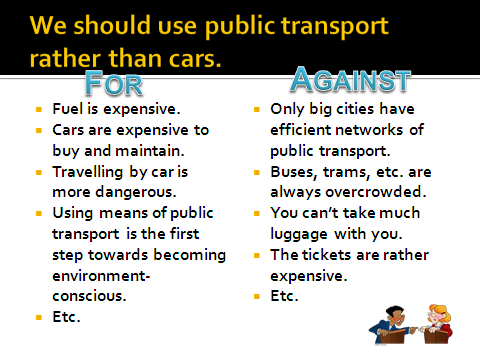 We should use public transport
rather than cars.
FOR
Fuel is expensive.
Cars are expensive to
buy and maintain.
Travelling by car is
more dangerous.
Using means of public
transport is the first
step towards becoming
environment-
conscious.
Etc.
AGAINST
Only big cities have
efficient networks of
public transport.
Buses, trams, etc. are
always overcrowded.
You can't take much
luggage with you.
The tickets are rather
expensive.
Etc.